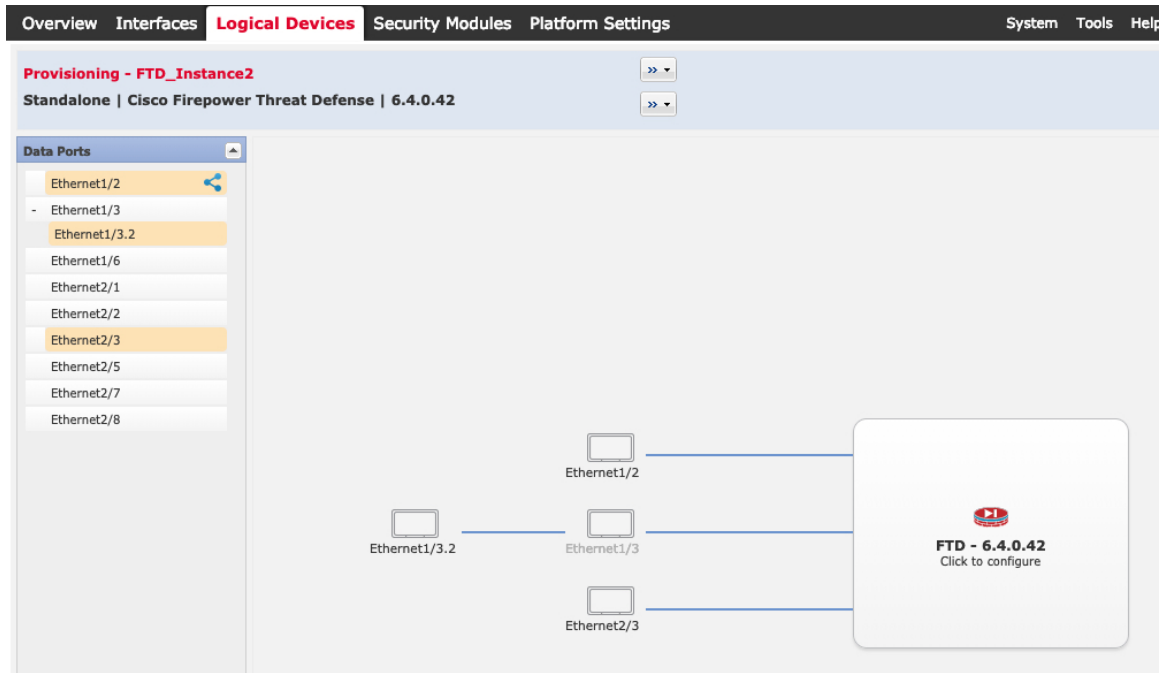 Overview Interfaces Logical Devices Security Modules Platform Settings System Tools Help
Provisioning - FTD_Instance2
Standalone | Cisco Firepower Threat Defense | 6.4.0.42
Data Ports
Ethernet1/2
- Ethernet1/3
Ethernet1/3.2
Ethernet1/6
Ethernet2/1
Ethernet2/2
Ethernet2/3
Ethernet2/5
Ethernet2/7
Ethernet2/8
Ethernet1/2
Ethernet1/3.2
Ethernet1/3
Ethernet2/3
FTD - 6.4.0.42
Click to configure